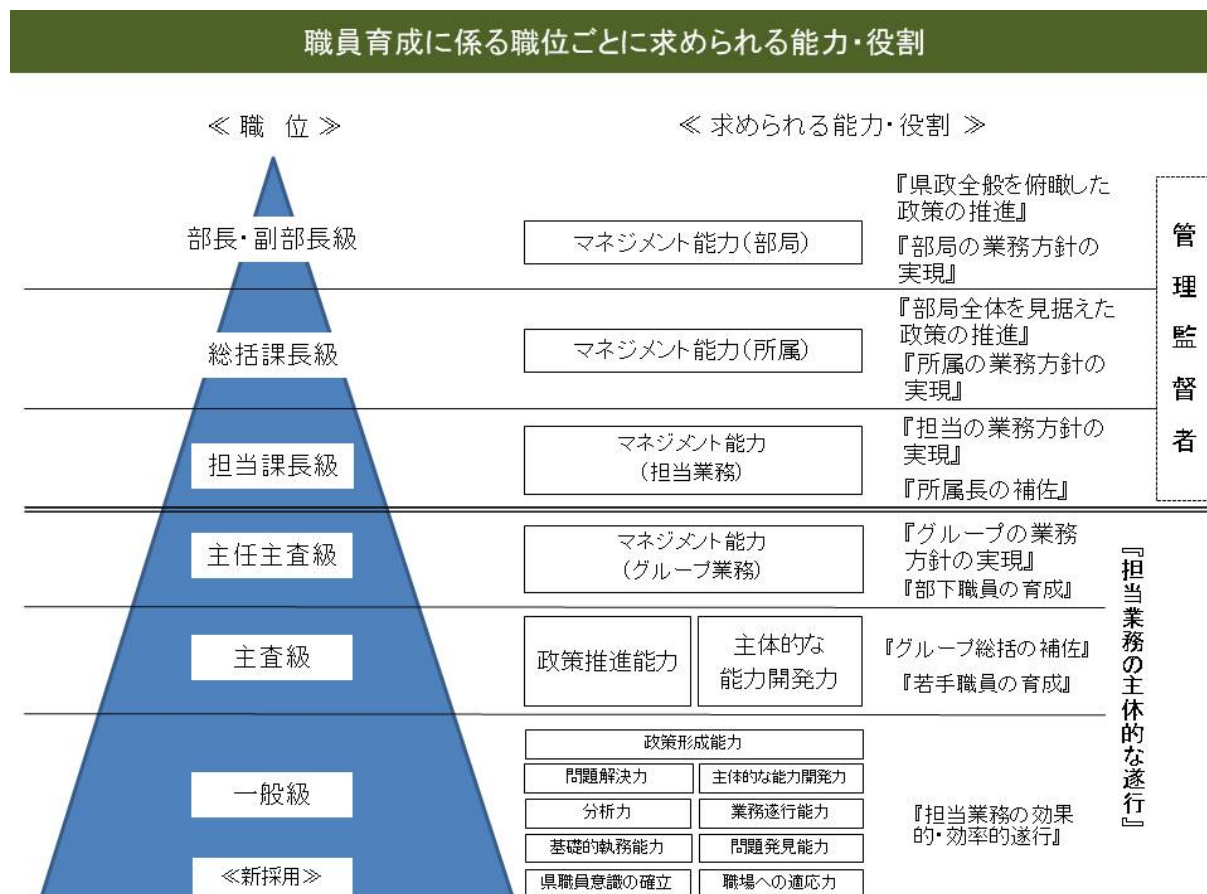 職員育成に係る職位ごとに求められる能力・役割
≪ 職　位 ≫
≪ 求められる能力・役割 ≫
部長・副部長級
マネジメント能力（部局）
『県政全般を俯瞰した
政策の推進』
『部局の業務方針の
実現』
総括課長級
マネジメント能力（所属）
『部局全体を見据えた
政策の推進』
『所属の業務方針の
実現』
担当課長級
マネジメント能力
（担当業務）
『担当の業務方針の
実現』
『所属長の補佐』
管理監督者
主任主査級
マネジメント能力
（グループ業務）
『グループの業務
方針の実現』
『部下職員の育成』
主査級
政策推進能力
主体的な
能力開発力
『グループ総括の補佐』
『若手職員の育成』
一般級
≪新採用≫
政策形成能力
問題解決力
主体的な能力開発力
分析力
業務遂行能力
基礎的執務能力
問題発見能力
県職員意識の確立
職場への適応力
『担当業務の効果
的・効率的遂行』
『担当業務の主体的な遂行』